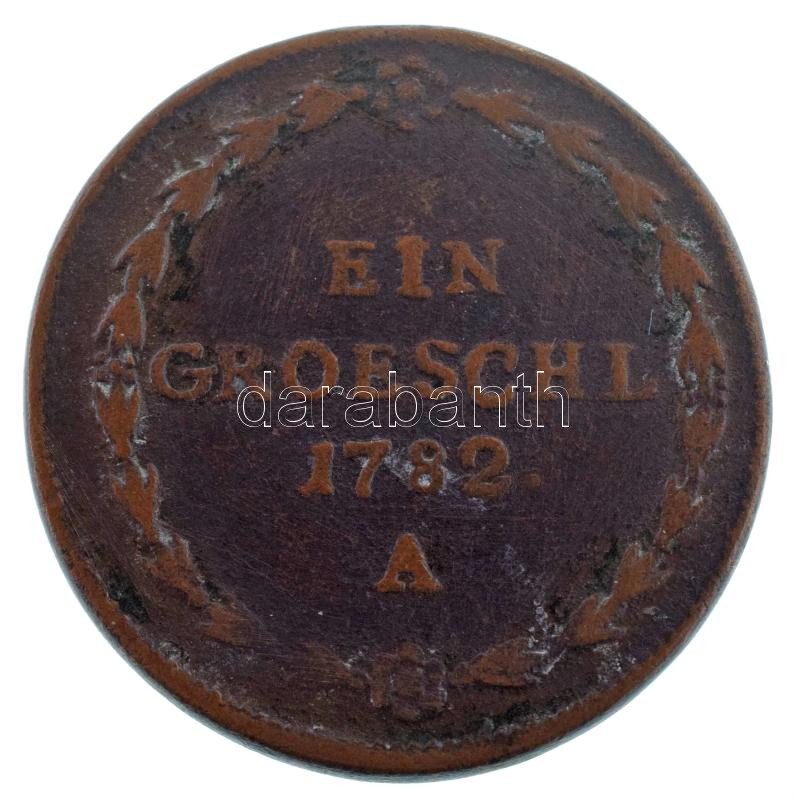 EIN
GROESCHL
darabanth
1782.
A